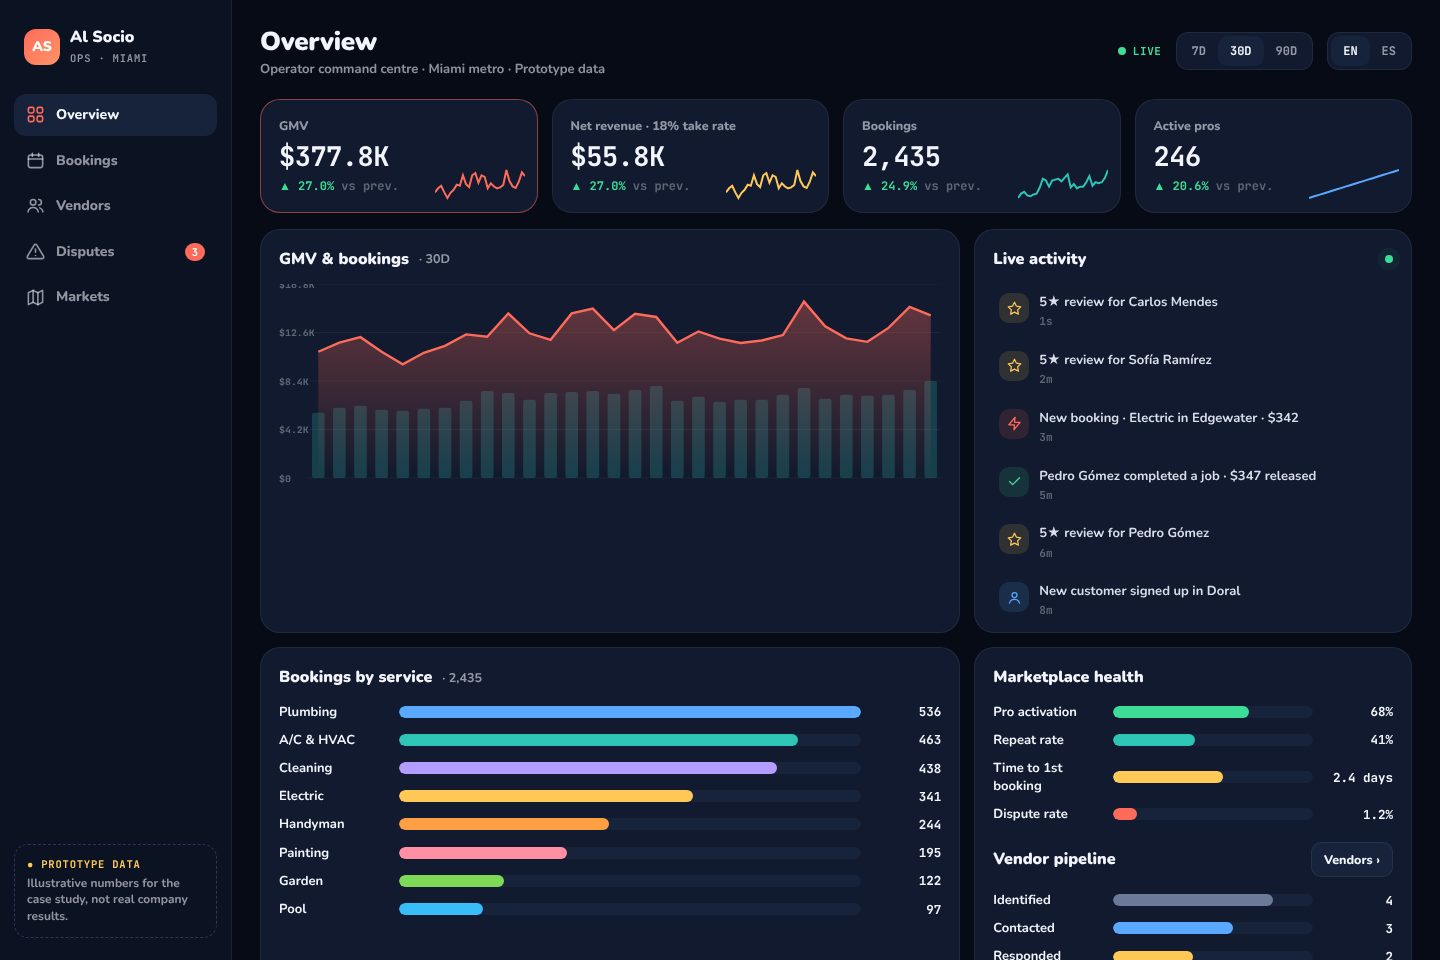 AS
Al Socio
OPS · MIAMI
Overview
Bookings
Vendors
Disputes
3
Markets
● PROTOTYPE DATA
Illustrative numbers for the
case study, not real company
results.
Overview
Operator command centre · Miami metro · Prototype data
LIVE
7D 30D 90D
EN ES
GMV
$377.8K
▲ 27.0% vs prev.
Net revenue · 18% take rate
$55.8K
▲ 27.0% vs prev.
Bookings
2,435
▲ 24.9% vs prev.
Active pros
246
▲ 20.6% vs prev.
GMV & bookings · 30D
$16.8K
$12.6K
$8.4K
$4.2K
$0
Live activity
5★ review for Carlos Mendes
1s
5★ review for Sofía Ramírez
2m
New booking · Electric in Edgewater · $342
3m
Pedro Gómez completed a job · $347 released
5m
5★ review for Pedro Gómez
6m
New customer signed up in Doral
8m
Bookings by service · 2,435
Plumbing 536
A/C & HVAC 463
Cleaning 438
Electric 341
Handyman 244
Painting 195
Garden 122
Pool 97
Marketplace health
Pro activation 68%
Repeat rate 41%
Time to 1st
booking 2.4 days
Dispute rate 1.2%
Vendor pipeline
Vendors ›
Identified 4
Contacted 3
Responded 2